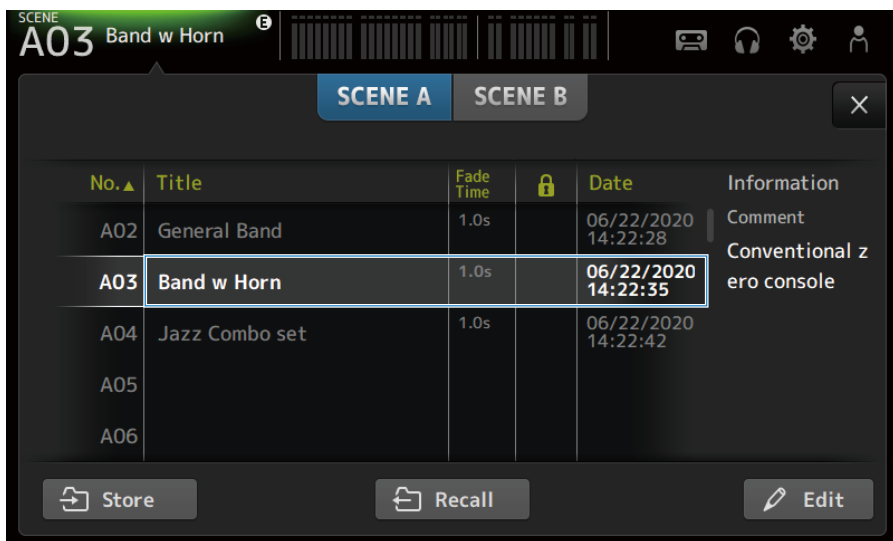 SCENE
A03 Band w Horn E
SCENE A SCENE B
No.▲ Title Fade Time Date Information
A02 General Band 1.0s 06/22/2020 14:22:28
Comment
Conventional z
ero console
A03 Band w Horn 1.0s 06/22/2020 14:22:35
A04 Jazz Combo set 1.0s 06/22/2020 14:22:42
A05
A06
Store Recall Edit